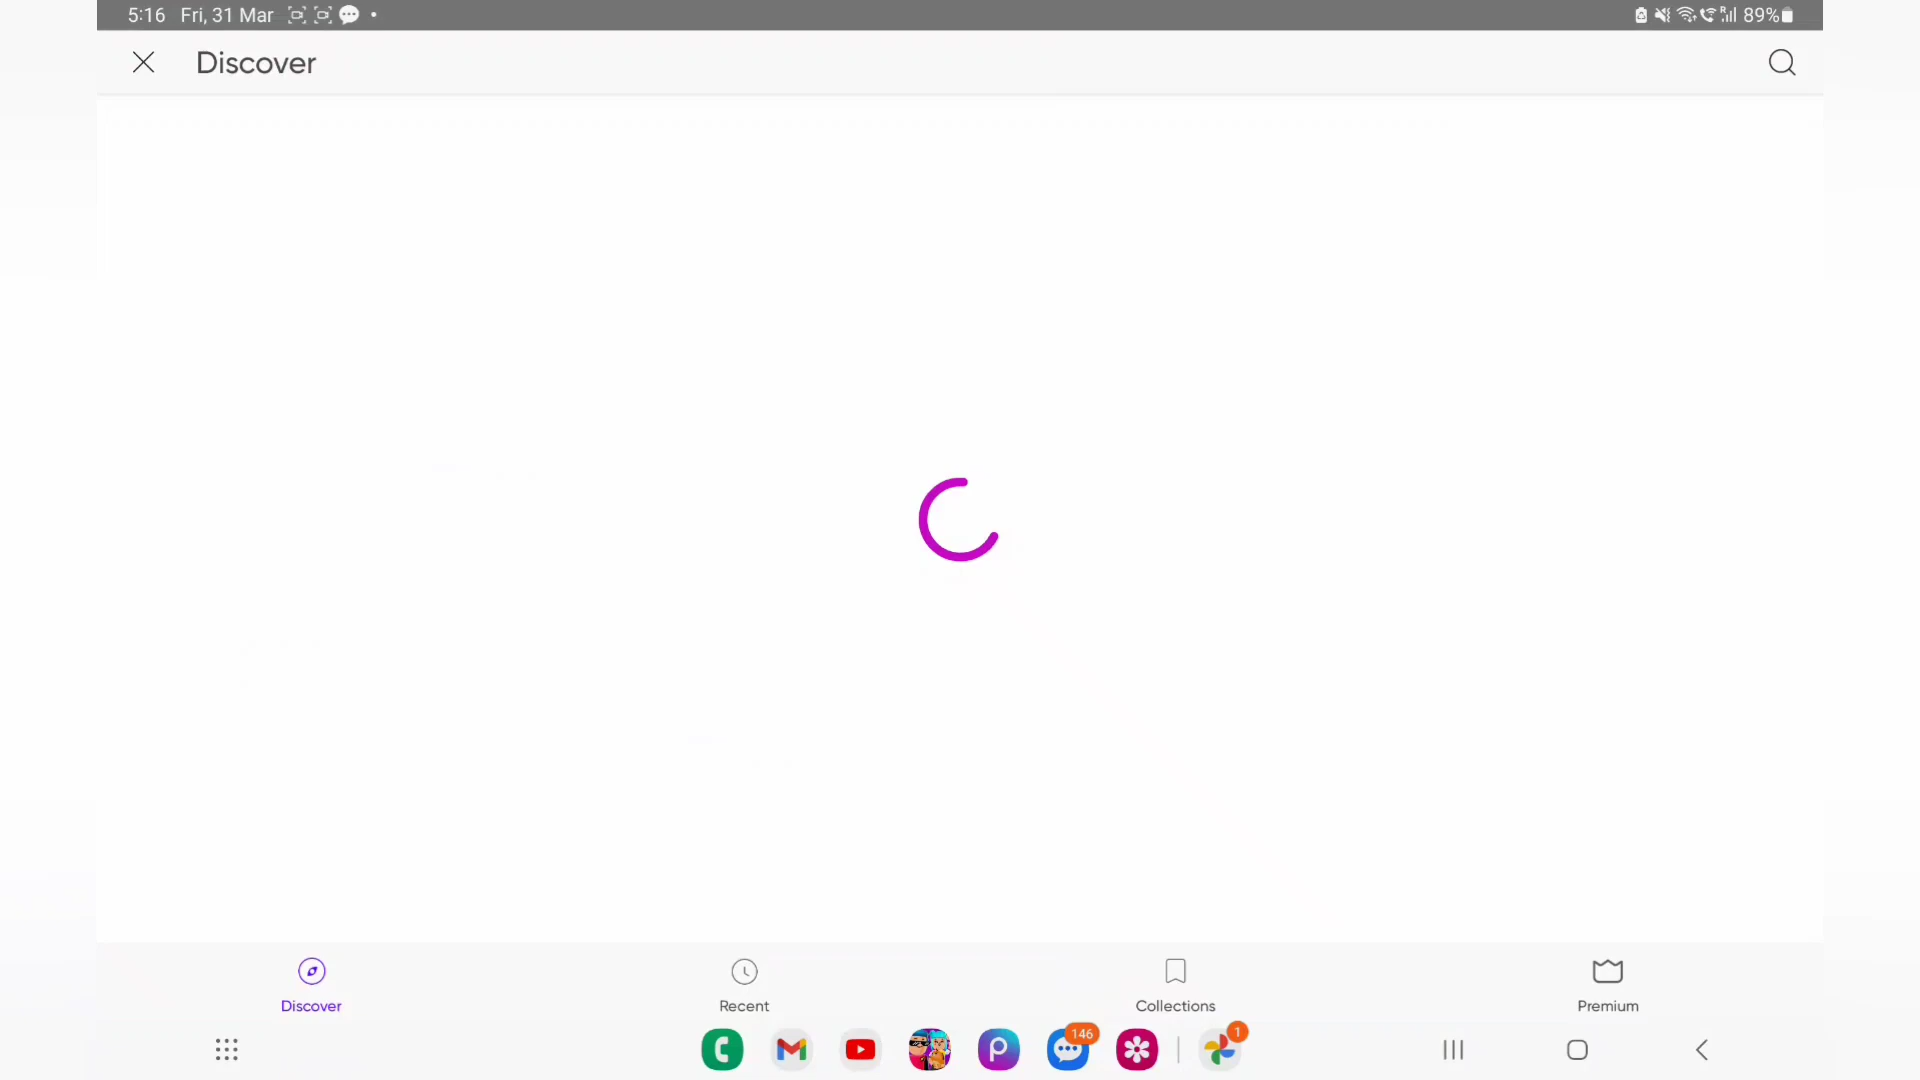 5:16 Fri, 31 Mar 89%
Discover
Discover Recent Collections Premium
146 1